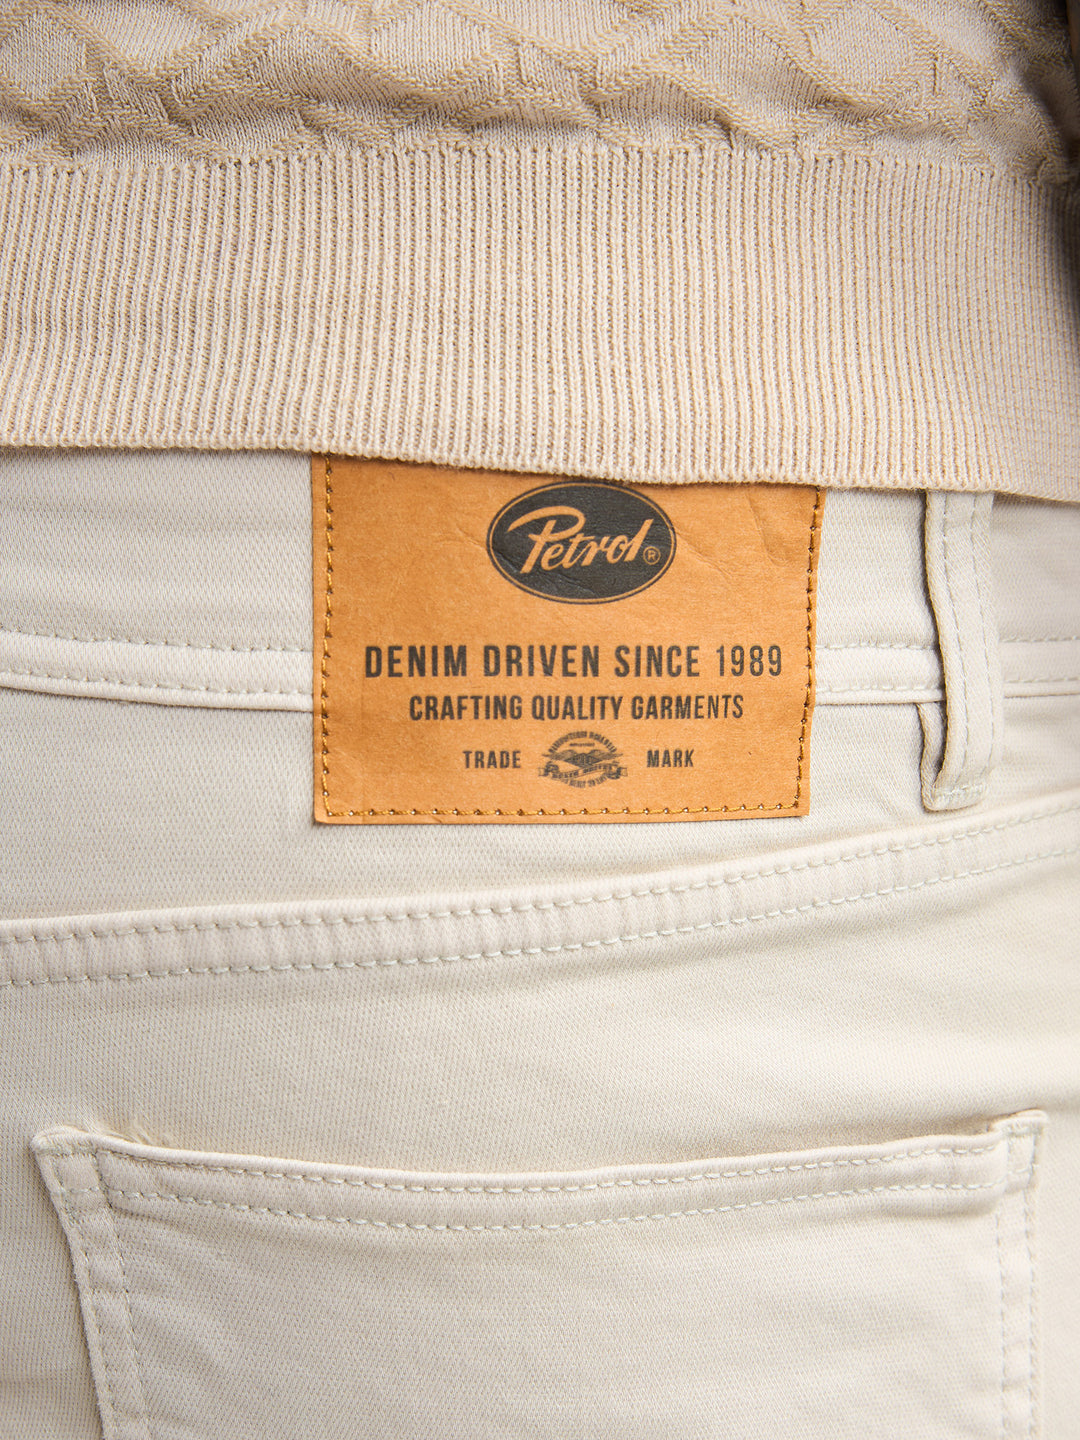 Petrol®
DENIM DRIVEN SINCE 1989
CRAFTING QUALITY GARMENTS
TRADE MARK